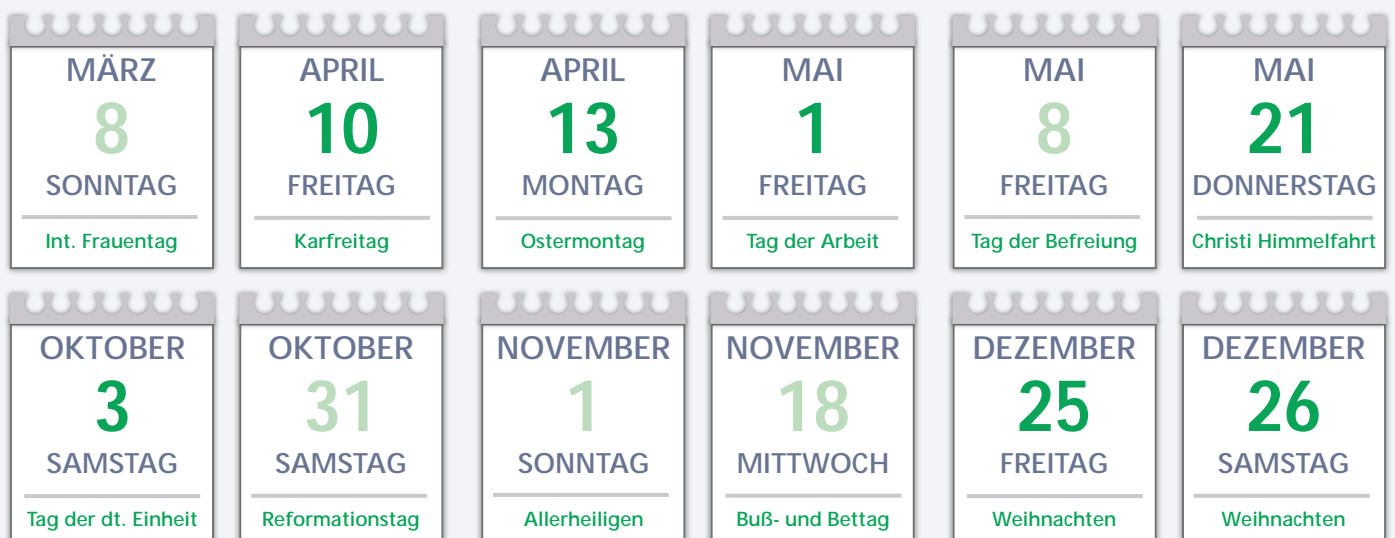 MÄRZ
8
SONNTAG
Int. Frauentag
APRIL
10
FREITAG
Karfreitag
APRIL
13
MONTAG
Ostermontag
MAI
1
FREITAG
Tag der Arbeit
MAI
8
FREITAG
Tag der Befreiung
MAI
21
DONNERSTAG
Christi Himmelfahrt
OKTOBER
3
SAMSTAG
Tag der dt. Einheit
OKTOBER
31
SAMSTAG
Reformationstag
NOVEMBER
1
SONNTAG
Allerheiligen
NOVEMBER
18
MITTWOCH
Buß- und Bettag
DEZEMBER
25
FREITAG
Weihnachten
DEZEMBER
26
SAMSTAG
Weihnachten